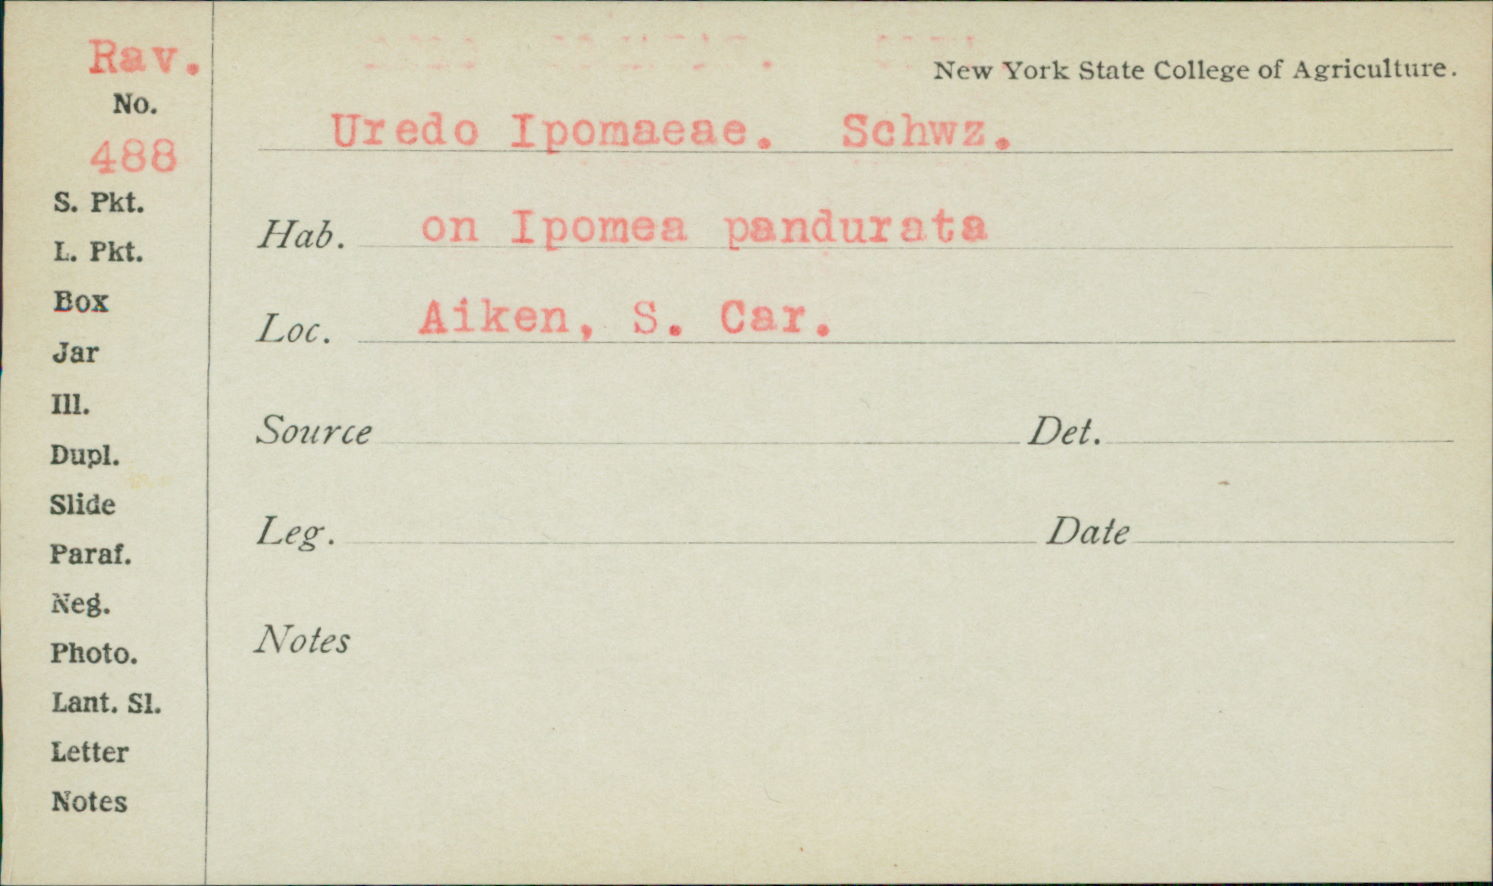 Rav.
No.
488
S. Pkt.
L. Pkt.
Box
Jar
Ill.
Dupl.
Slide
Paraf.
Neg.
Photo.
Lant. Sl.
Letter
Notes
New York State College of Agriculture.
Uredo Ipomaeae. Schwz.
Hab. on Ipomea pandurata
Loc. Aiken, S. Car.
Source Det.
Leg. Date
Notes